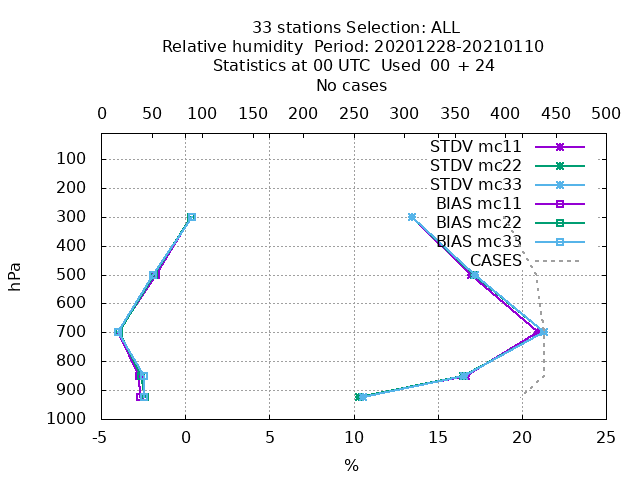 33 stations Selection: ALL
Relative humidity  Period: 20201228-20210110
Statistics at 00 UTC  Used  00 + 24
No cases
0 50 100 150 200 250 300 350 400 450 500
STDV mc11
STDV mc22
STDV mc33
BIAS mc11
BIAS mc22
BIAS mc33
CASES
hPa
100
200
300
400
500
600
700
800
900
1000
-5 0 5 10 15 20 25
%